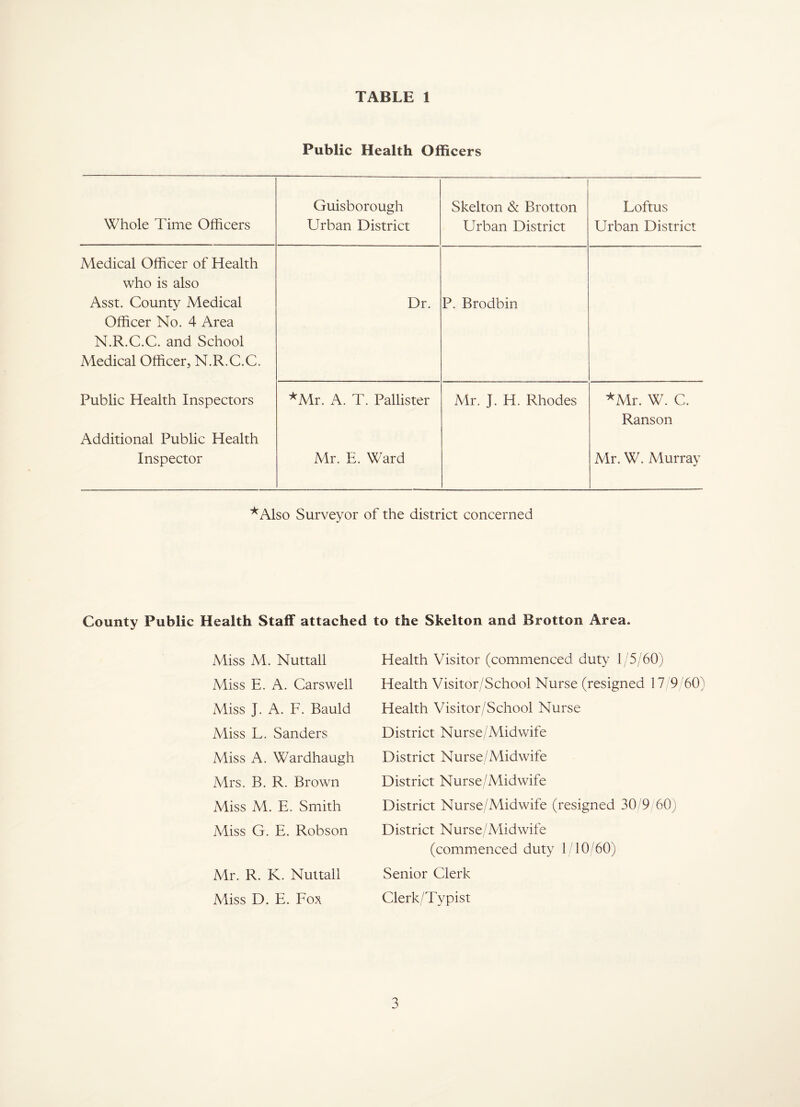 TABLE 1
Public Health Officers
Whole Time Officers | Guisborough Urban District | Skelton & Brotton Urban District | Loftus Urban District
Medical Officer of Health
who is also
Asst. County Medical Dr. P. Brodbin
Officer No. 4 Area
N.R.C.C. and School
Medical Officer, N.R.C.C.
Public Health Inspectors *Mr. A. T. Pallister Mr. J. H. Rhodes *Mr. W. C.
Ranson
Additional Public Health
Inspector Mr. E. Ward Mr. W. Murray
*Also Surveyor of the district concerned
County Public Health Staff attached to the Skelton and Brotton Area.
Miss M. Nuttall Health Visitor (commenced duty 1/5/60)
Miss E. A. Carswell Health Visitor/School Nurse (resigned 17/9/60)
Miss J. A. F. Bauld Health Visitor/School Nurse
Miss L. Sanders District Nurse/Midwife
Miss A. Wardhaugh District Nurse/Midwife
Mrs. B. R. Brown District Nurse/Midwife
Miss M. E. Smith District Nurse/Midwife (resigned 30/9/60)
Miss G. E. Robson District Nurse/Midwife
(commenced duty 1/10/60)
Mr. R. K. Nuttall Senior Clerk
Miss D. E. Fox Clerk/Typist
3